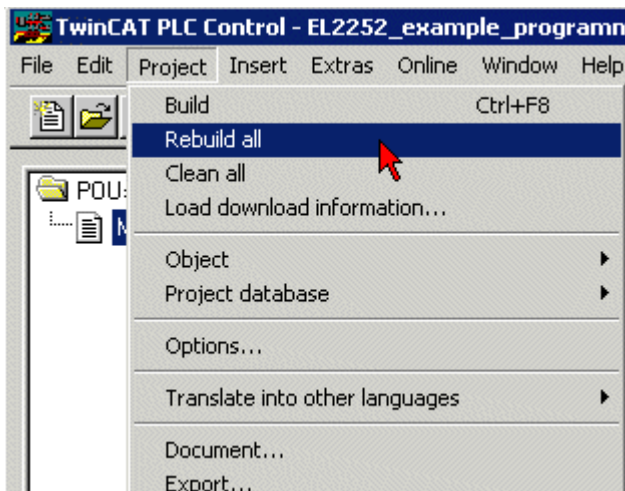 TwinCAT PLC Control - EL2252_example_program
File Edit Project Insert Extras Online Window Help
Build Ctrl+F8
Rebuild all
Clean all
Load download information...
POU
Object
Project database
Options...
Translate into other languages
Document...
Export...